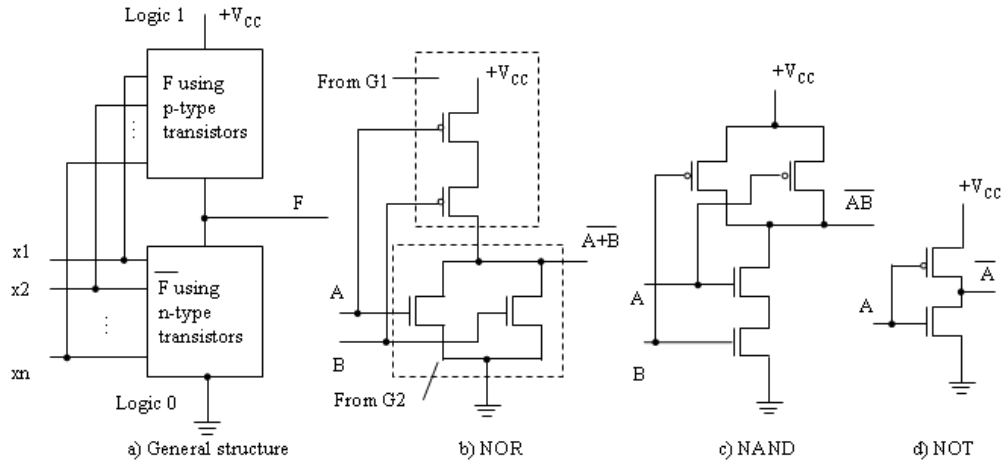 Logic 1
+VCC
F using
p-type
transistors
F
x1
x2
xn
F using
n-type
transistors
Logic 0
a) General structure
From G1
+VCC
A+B
A
B
From G2
b) NOR
+VCC
AB
A
B
c) NAND
+VCC
A
A
d) NOT